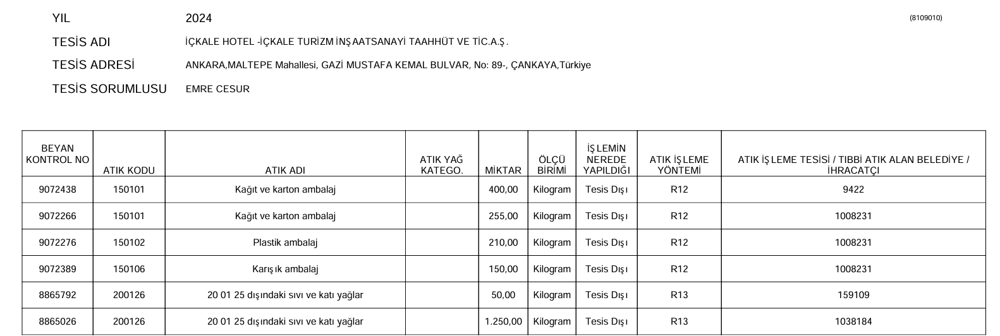 YIL 2024 (8109010)
TESİS ADI İÇKALE HOTEL -İÇKALE TURİZM İNŞAATSANAYİ TAAHHÜT VE TİC.A.Ş.
TESİS ADRESİ ANKARA,MALTEPE Mahallesi, GAZİ MUSTAFA KEMAL BULVAR, No: 89-, ÇANKAYA,Türkiye
TESİS SORUMLUSU EMRE CESUR
BEYAN KONTROL NO ATIK KODU ATIK ADI ATIK YAĞ KATEGO. MİKTAR ÖLÇÜ BİRİMİ İŞLEMİN NEREDE YAPILDIĞI ATIK İŞLEME YÖNTEMİ ATIK İŞLEME TESİSİ / TIBBİ ATIK ALAN BELEDİYE / İHRACATÇI
9072438 150101 Kağıt ve karton ambalaj 400,00 Kilogram Tesis Dışı R12 9422
9072266 150101 Kağıt ve karton ambalaj 255,00 Kilogram Tesis Dışı R12 1008231
9072276 150102 Plastik ambalaj 210,00 Kilogram Tesis Dışı R12 1008231
9072389 150106 Karışık ambalaj 150,00 Kilogram Tesis Dışı R12 1008231
8865792 200126 20 01 25 dışındaki sıvı ve katı yağlar 50,00 Kilogram Tesis Dışı R13 159109
8865026 200126 20 01 25 dışındaki sıvı ve katı yağlar 1.250,00 Kilogram Tesis Dışı R13 1038184